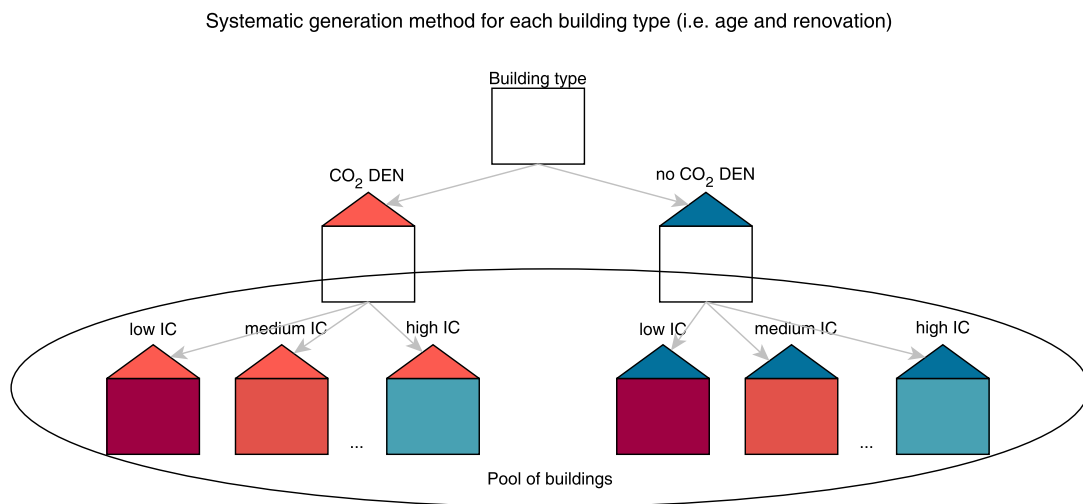 Systematic generation method for each building type (i.e. age and renovation)
Building type
CO₂ DEN
no CO₂ DEN
low IC
medium IC
high IC
low IC
medium IC
high IC
...
...
Pool of buildings